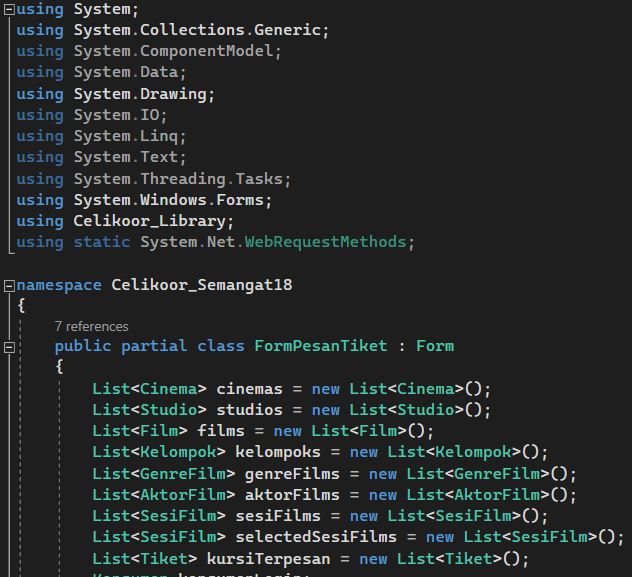 using System;
using System.Collections.Generic;
using System.ComponentModel;
using System.Data;
using System.Drawing;
using System.IO;
using System.Linq;
using System.Text;
using System.Threading.Tasks;
using System.Windows.Forms;
using Celikoor_Library;
using static System.Net.WebRequestMethods;
namespace Celikoor_Semangat18
{
7 references
public partial class FormPesanTiket : Form
{
List<Cinema> cinemas = new List<Cinema>();
List<Studio> studios = new List<Studio>();
List<Film> films = new List<Film>();
List<Kelompok> kelompoks = new List<Kelompok>();
List<GenreFilm> genreFilms = new List<GenreFilm>();
List<AktorFilm> aktorFilms = new List<AktorFilm>();
List<SesiFilm> sesiFilms = new List<SesiFilm>();
List<SesiFilm> selectedSesiFilms = new List<SesiFilm>();
List<Tiket> kursiTerpesan = new List<Tiket>();